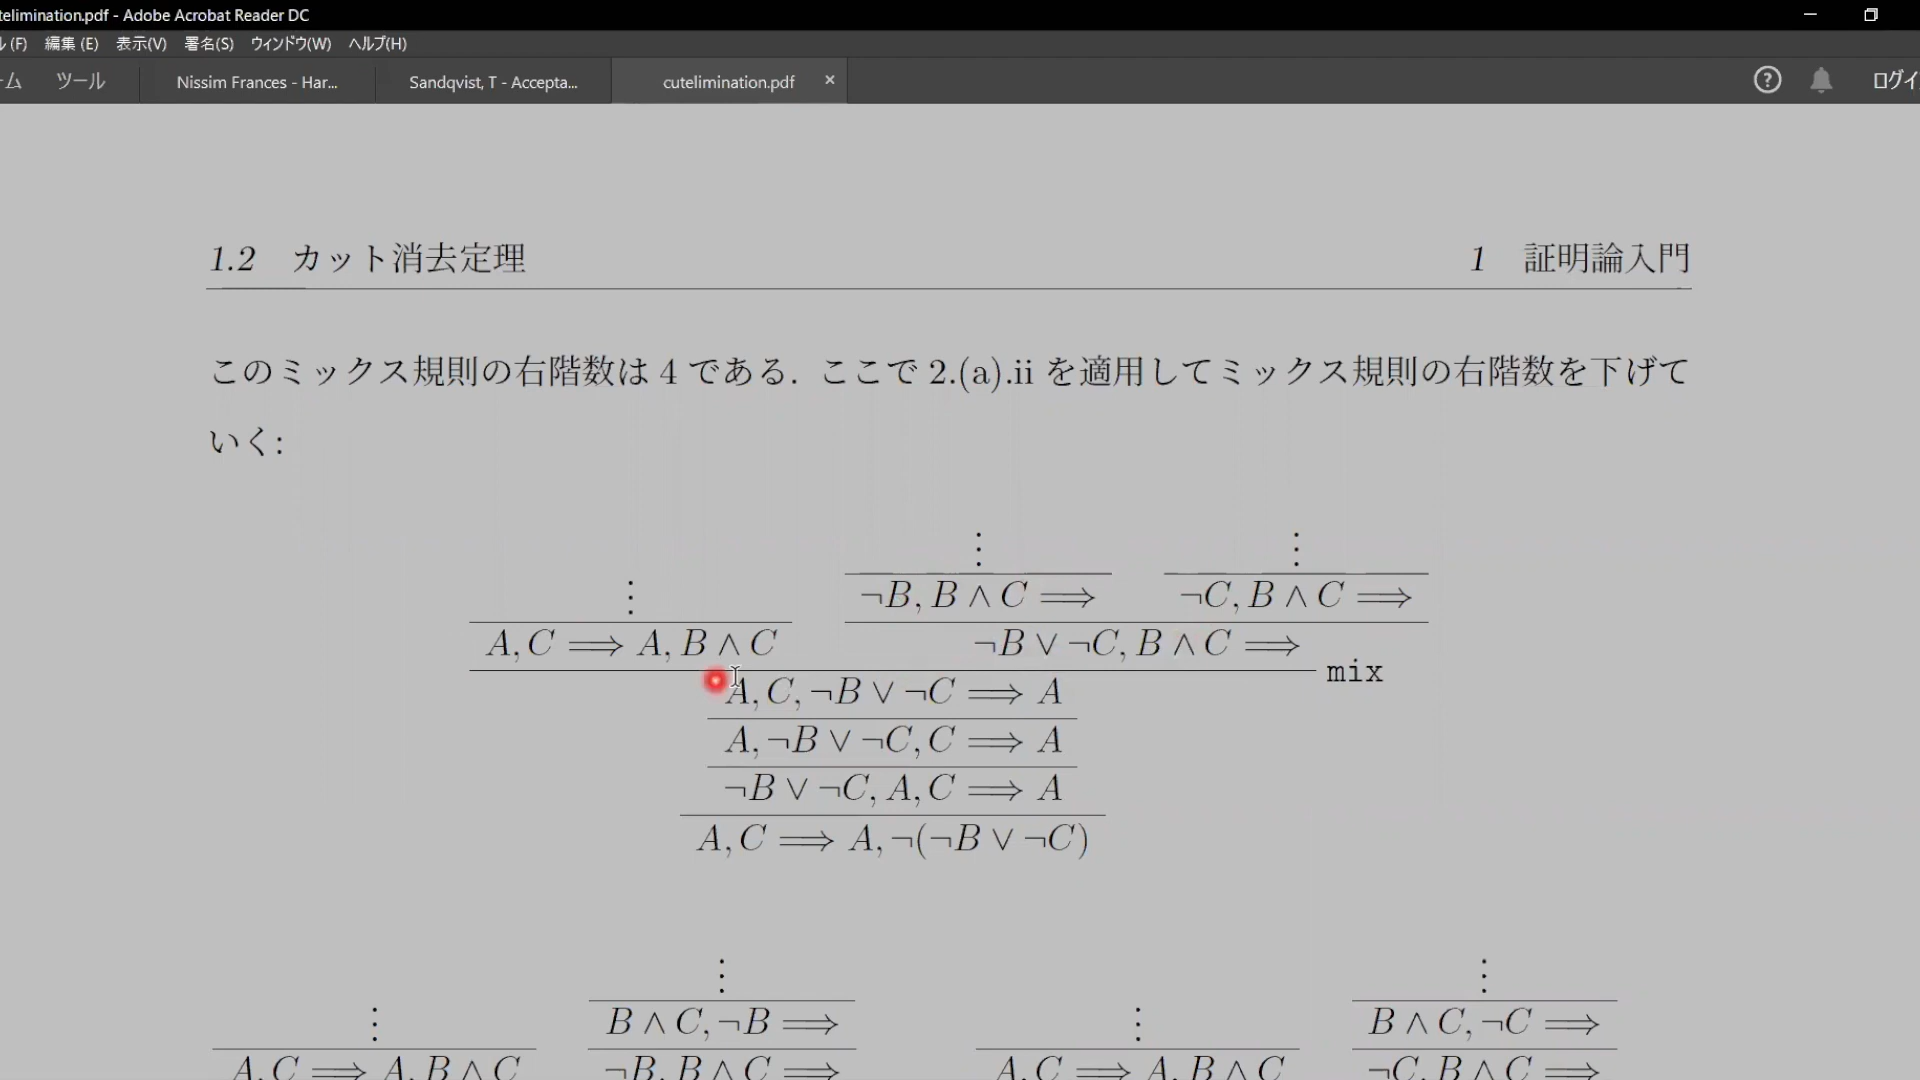 telimination.pdf - Adobe Acrobat Reader DC
(F) 編集 (E) 表示(V) 署名(S) ウィンドウ(W) ヘルプ(H)
ーム ツール Nissim Frances - Har... Sandqvist, T - Accepta... cutelimination.pdf × ? ログイ
1.2 カット消去定理 1 証明論入門
このミックス規則の右階数は 4 である. ここで 2.(a).ii を適用してミックス規則の右階数を下げて
いく:
⋮ ⋮
⋮ ¬B, B ∧ C ⟹ ¬C, B ∧ C ⟹
A, C ⟹ A, B ∧ C ¬B ∨ ¬C, B ∧ C ⟹
mix
A, C, ¬B ∨ ¬C ⟹ A
A, ¬B ∨ ¬C, C ⟹ A
¬B ∨ ¬C, A, C ⟹ A
A, C ⟹ A, ¬(¬B ∨ ¬C)
⋮ ⋮
⋮ B ∧ C, ¬B ⟹ ⋮ B ∧ C, ¬C ⟹
A, C ⟹ A, B ∧ C ¬B, B ∧ C ⟹ A, C ⟹ A, B ∧ C ¬C, B ∧ C ⟹